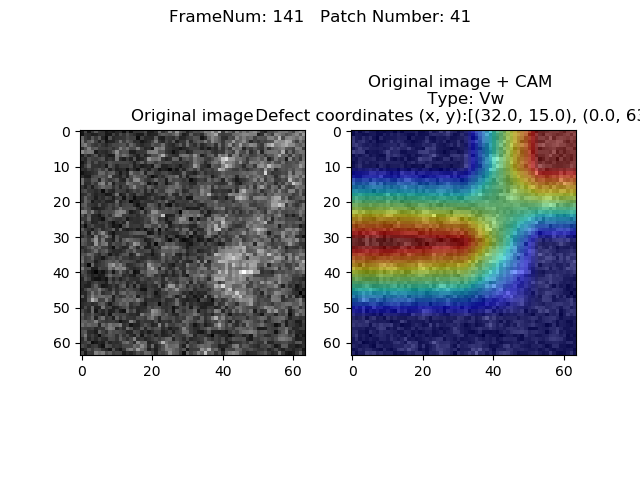 FrameNum: 141   Patch Number: 41
Original image + CAM
Type: Vw
Original image Defect coordinates (x, y):[(32.0, 15.0), (0.0, 63
0 0
10 10
20 20
30 30
40 40
50 50
60 60
0 20 40 60 0 20 40 60